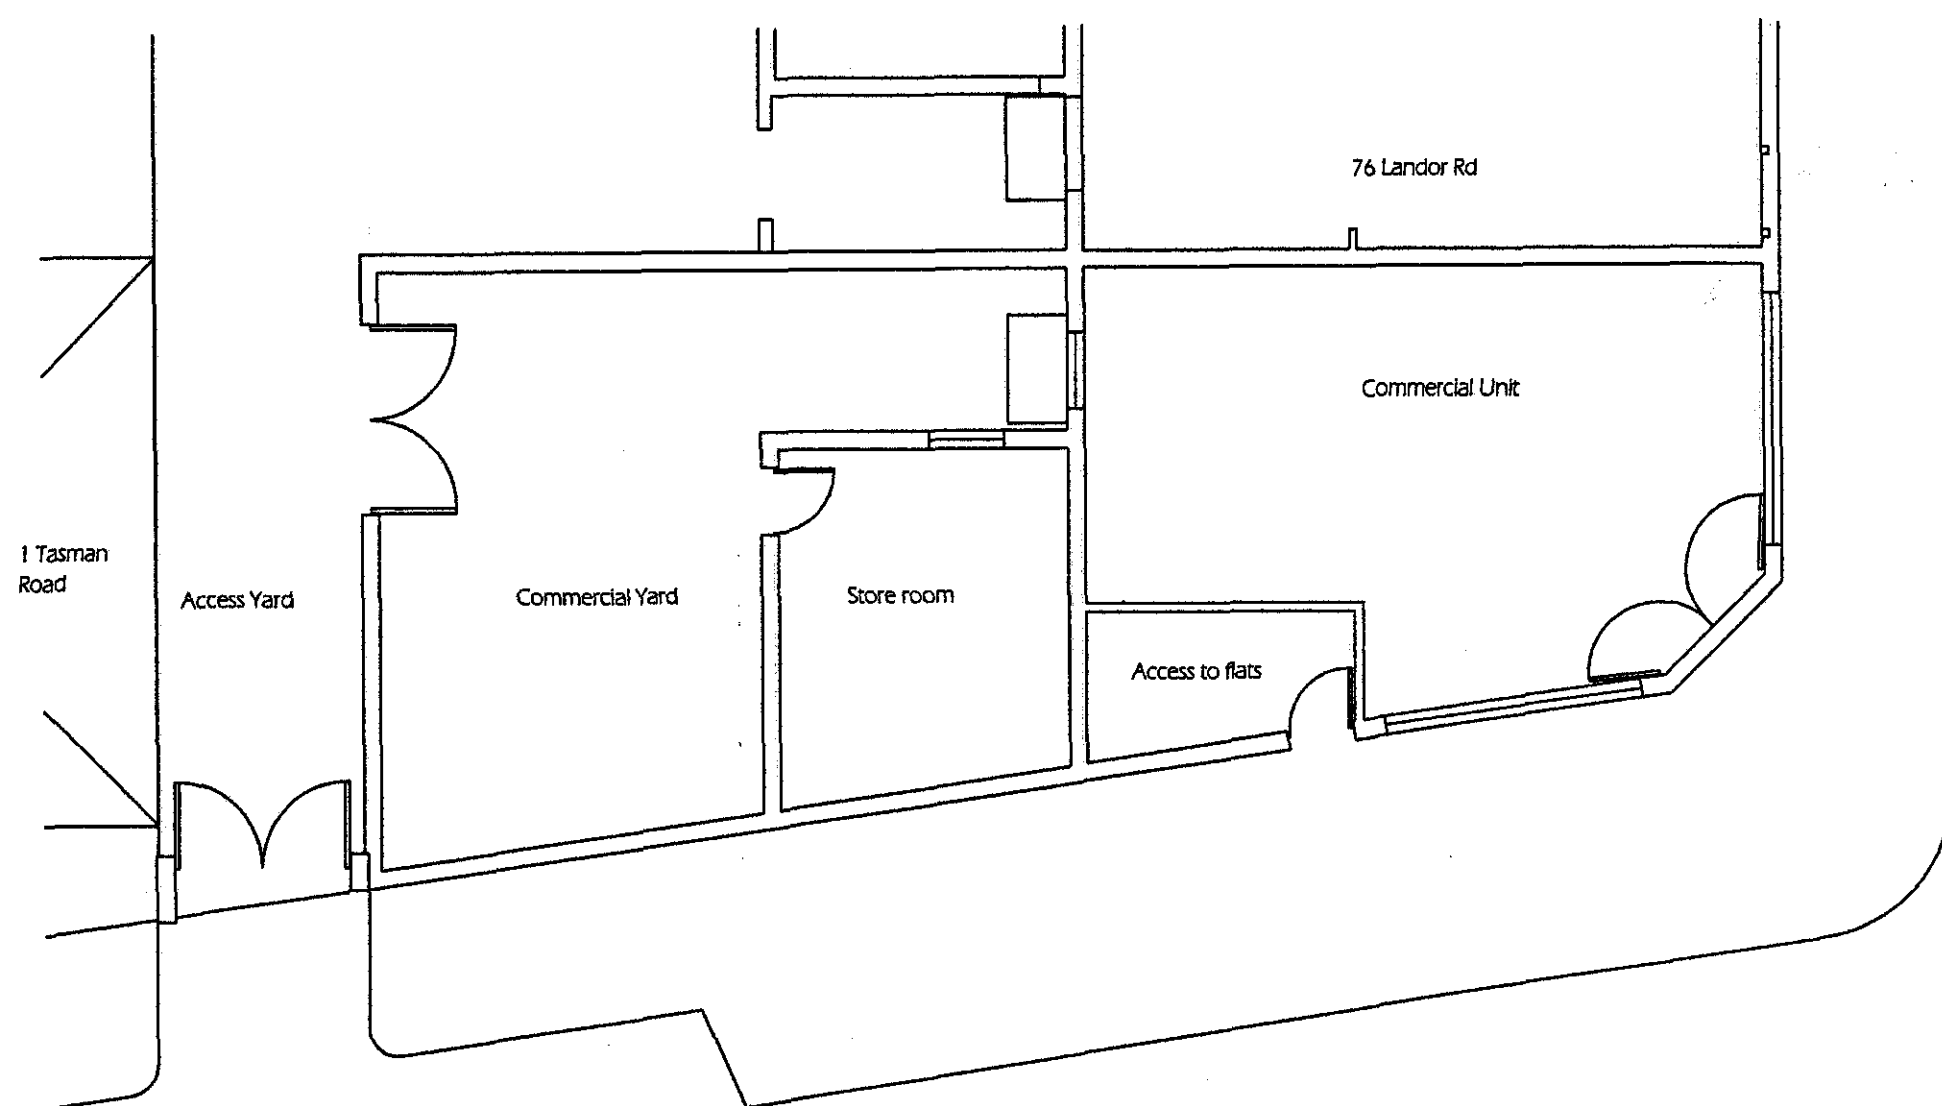 76 Landor Rd
Commercial Unit
1 Tasman
Road
Access Yard
Commercial Yard
Store room
Access to flats